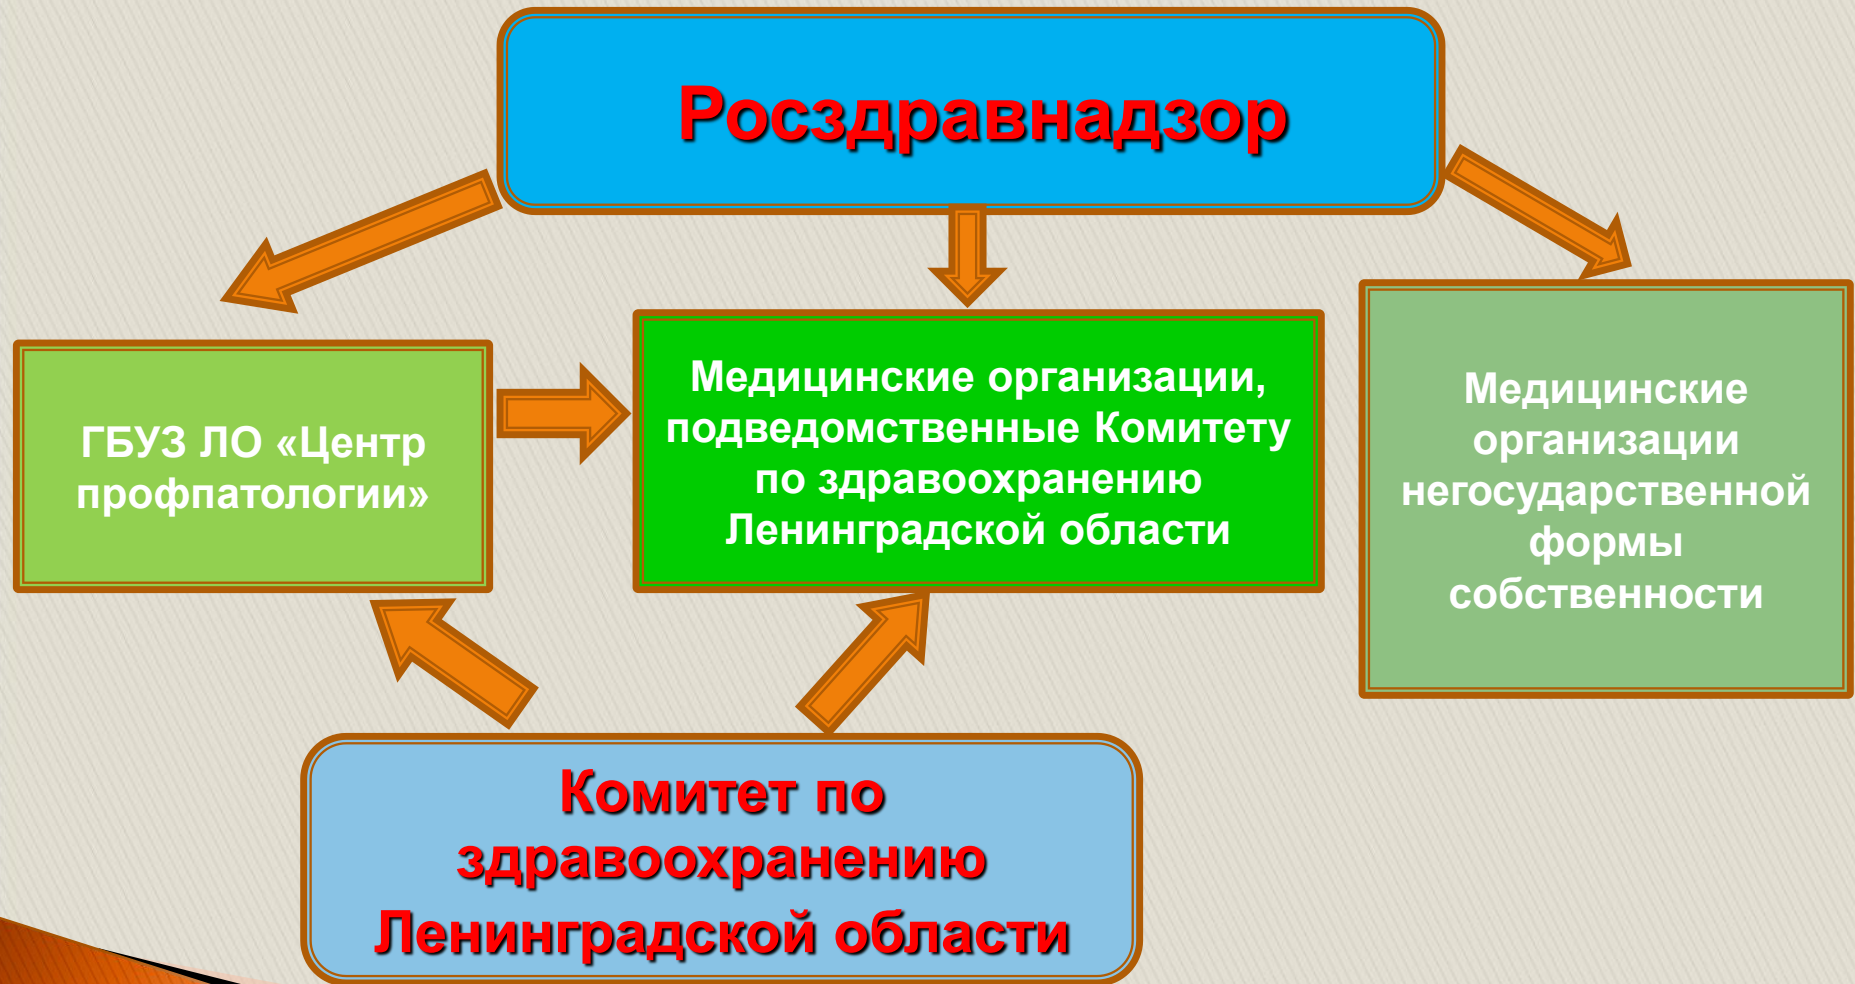 Росздравнадзор
ГБУЗ ЛО «Центр
профпатологии»
Медицинские организации,
подведомственные Комитету
по здравоохранению
Ленинградской области
Медицинские
организации
негосударственной
формы
собственности
Комитет по
здравоохранению
Ленинградской области